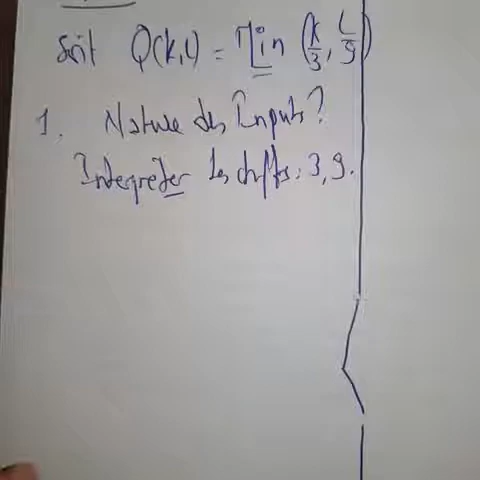 Soit Q(K,L) = Min (K/3, L/9)
1. Nature des Inputs?
Interpréter les chiffres: 3, 9.